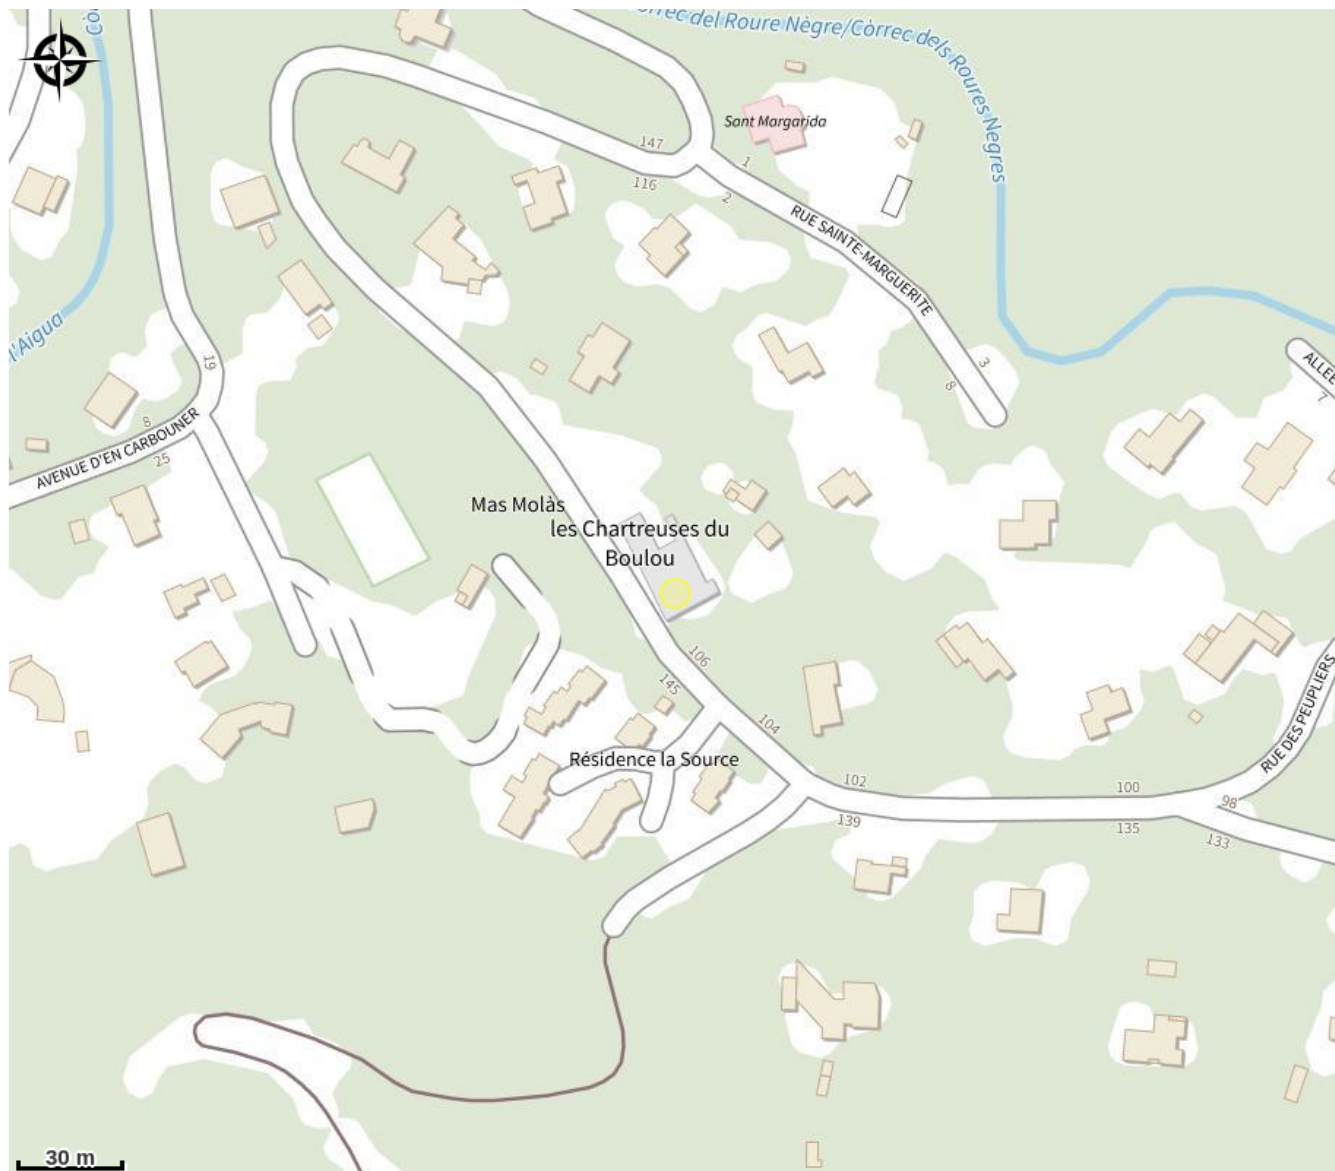 orrec del Roure Nègre/Còrrec dels Roures Negres
Cò
Sant Margarida
147
116
1
2
RUE SAINTE-MARGUERITE
l'Aigua
19
3
8
ALLEE
7
8
AVENUE D'EN CARBOUNER
25
Mas Molàs
les Chartreuses du
Boulou
106
145
104
RUE DES PEUPLIERS
Résidence la Source
102
100
98
139
135
133
30 m